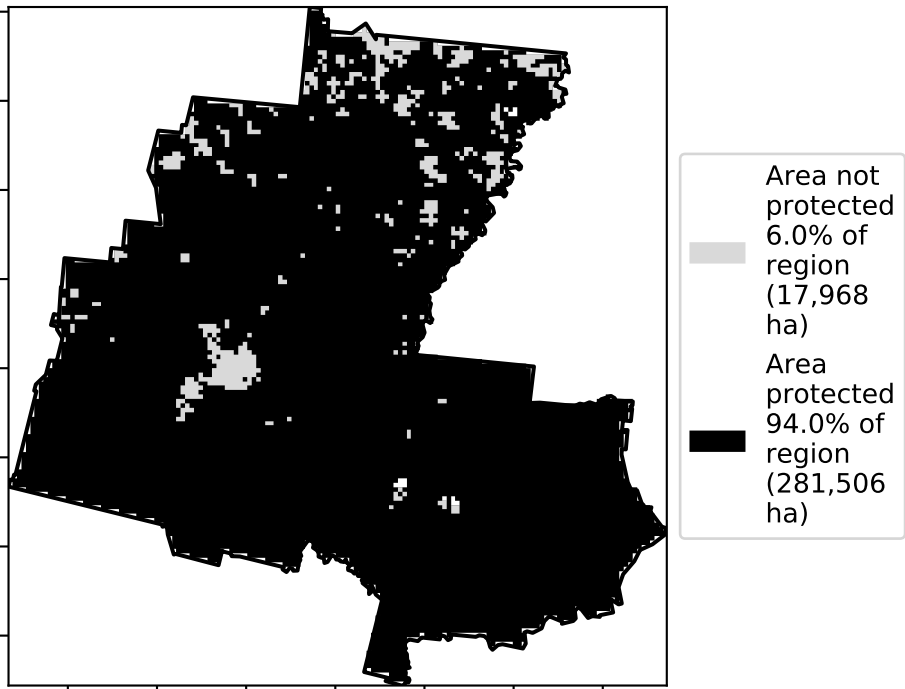 Area not
protected
6.0% of
region
(17,968
ha)
Area
protected
94.0% of
region
(281,506
ha)